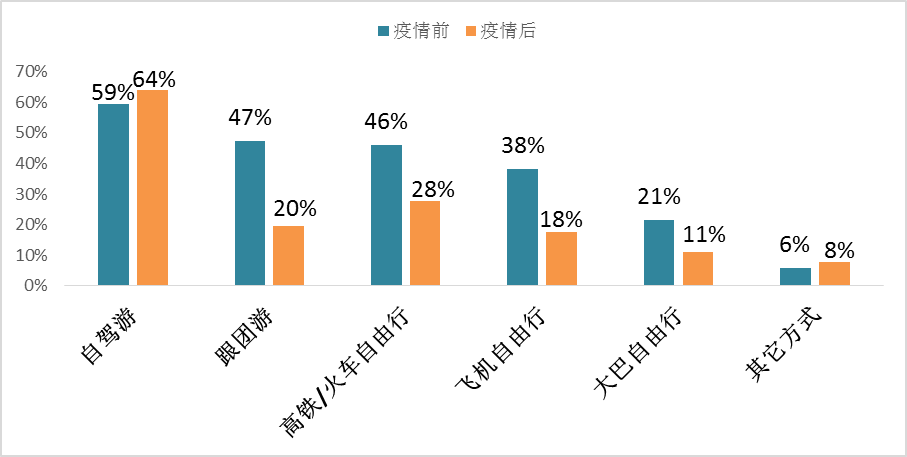 疫情前 疫情后
70%
60%
50%
40%
30%
20%
10%
0%
59% 64%
47% 20%
46% 28%
38% 18%
21% 11%
6% 8%
自驾游
跟团游
高铁/火车自由行
飞机自由行
大巴自由行
其它方式